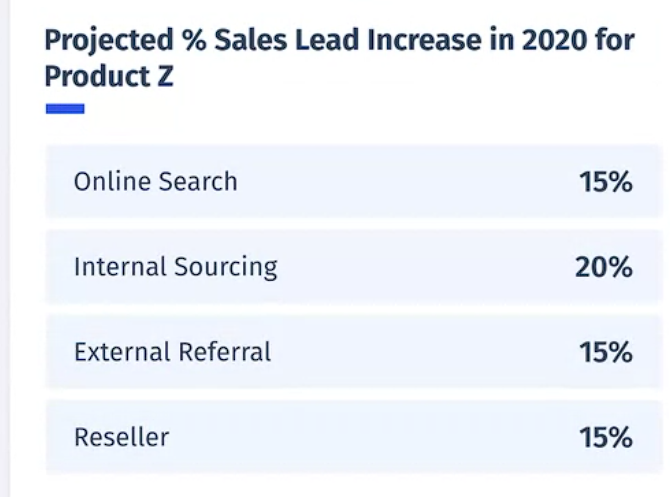 Projected % Sales Lead Increase in 2020 for
Product Z
Online Search 15%
Internal Sourcing 20%
External Referral 15%
Reseller 15%